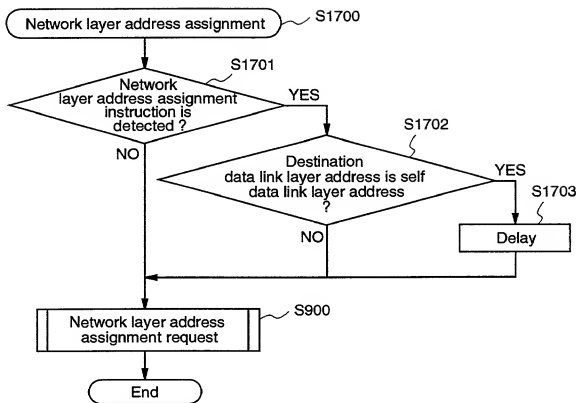 Network layer address assignment
S1700
S1701
Network
layer address assignment
instruction is
detected ?
YES
NO
S1702
Destination
data link layer address is self
data link layer address
?
YES
NO
S1703
Delay
S900
Network layer address
assignment request
End